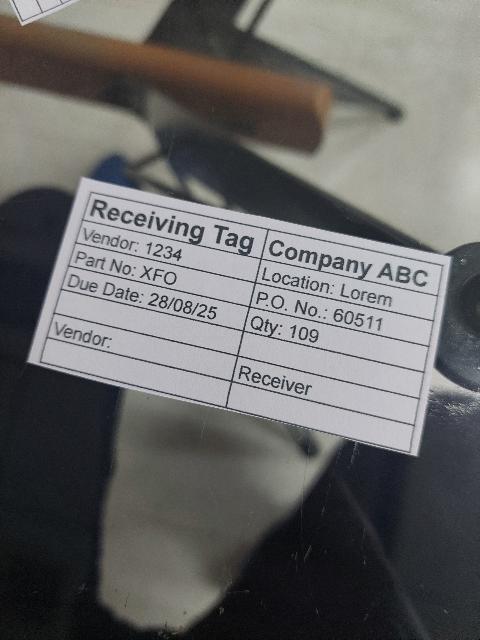 Receiving Tag Company ABC
Vendor: 1234 Location: Lorem
Part No: XFO P.O. No.: 60511
Due Date: 28/08/25 Qty: 109
Vendor: Receiver